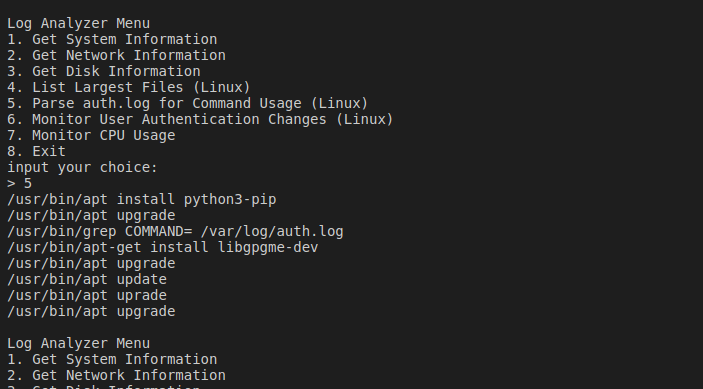 Log Analyzer Menu
1. Get System Information
2. Get Network Information
3. Get Disk Information
4. List Largest Files (Linux)
5. Parse auth.log for Command Usage (Linux)
6. Monitor User Authentication Changes (Linux)
7. Monitor CPU Usage
8. Exit
input your choice:
> 5
/usr/bin/apt install python3-pip
/usr/bin/apt upgrade
/usr/bin/grep COMMAND= /var/log/auth.log
/usr/bin/apt-get install libgpgme-dev
/usr/bin/apt upgrade
/usr/bin/apt update
/usr/bin/apt uprade
/usr/bin/apt upgrade
Log Analyzer Menu
1. Get System Information
2. Get Network Information
3. Get Disk Information